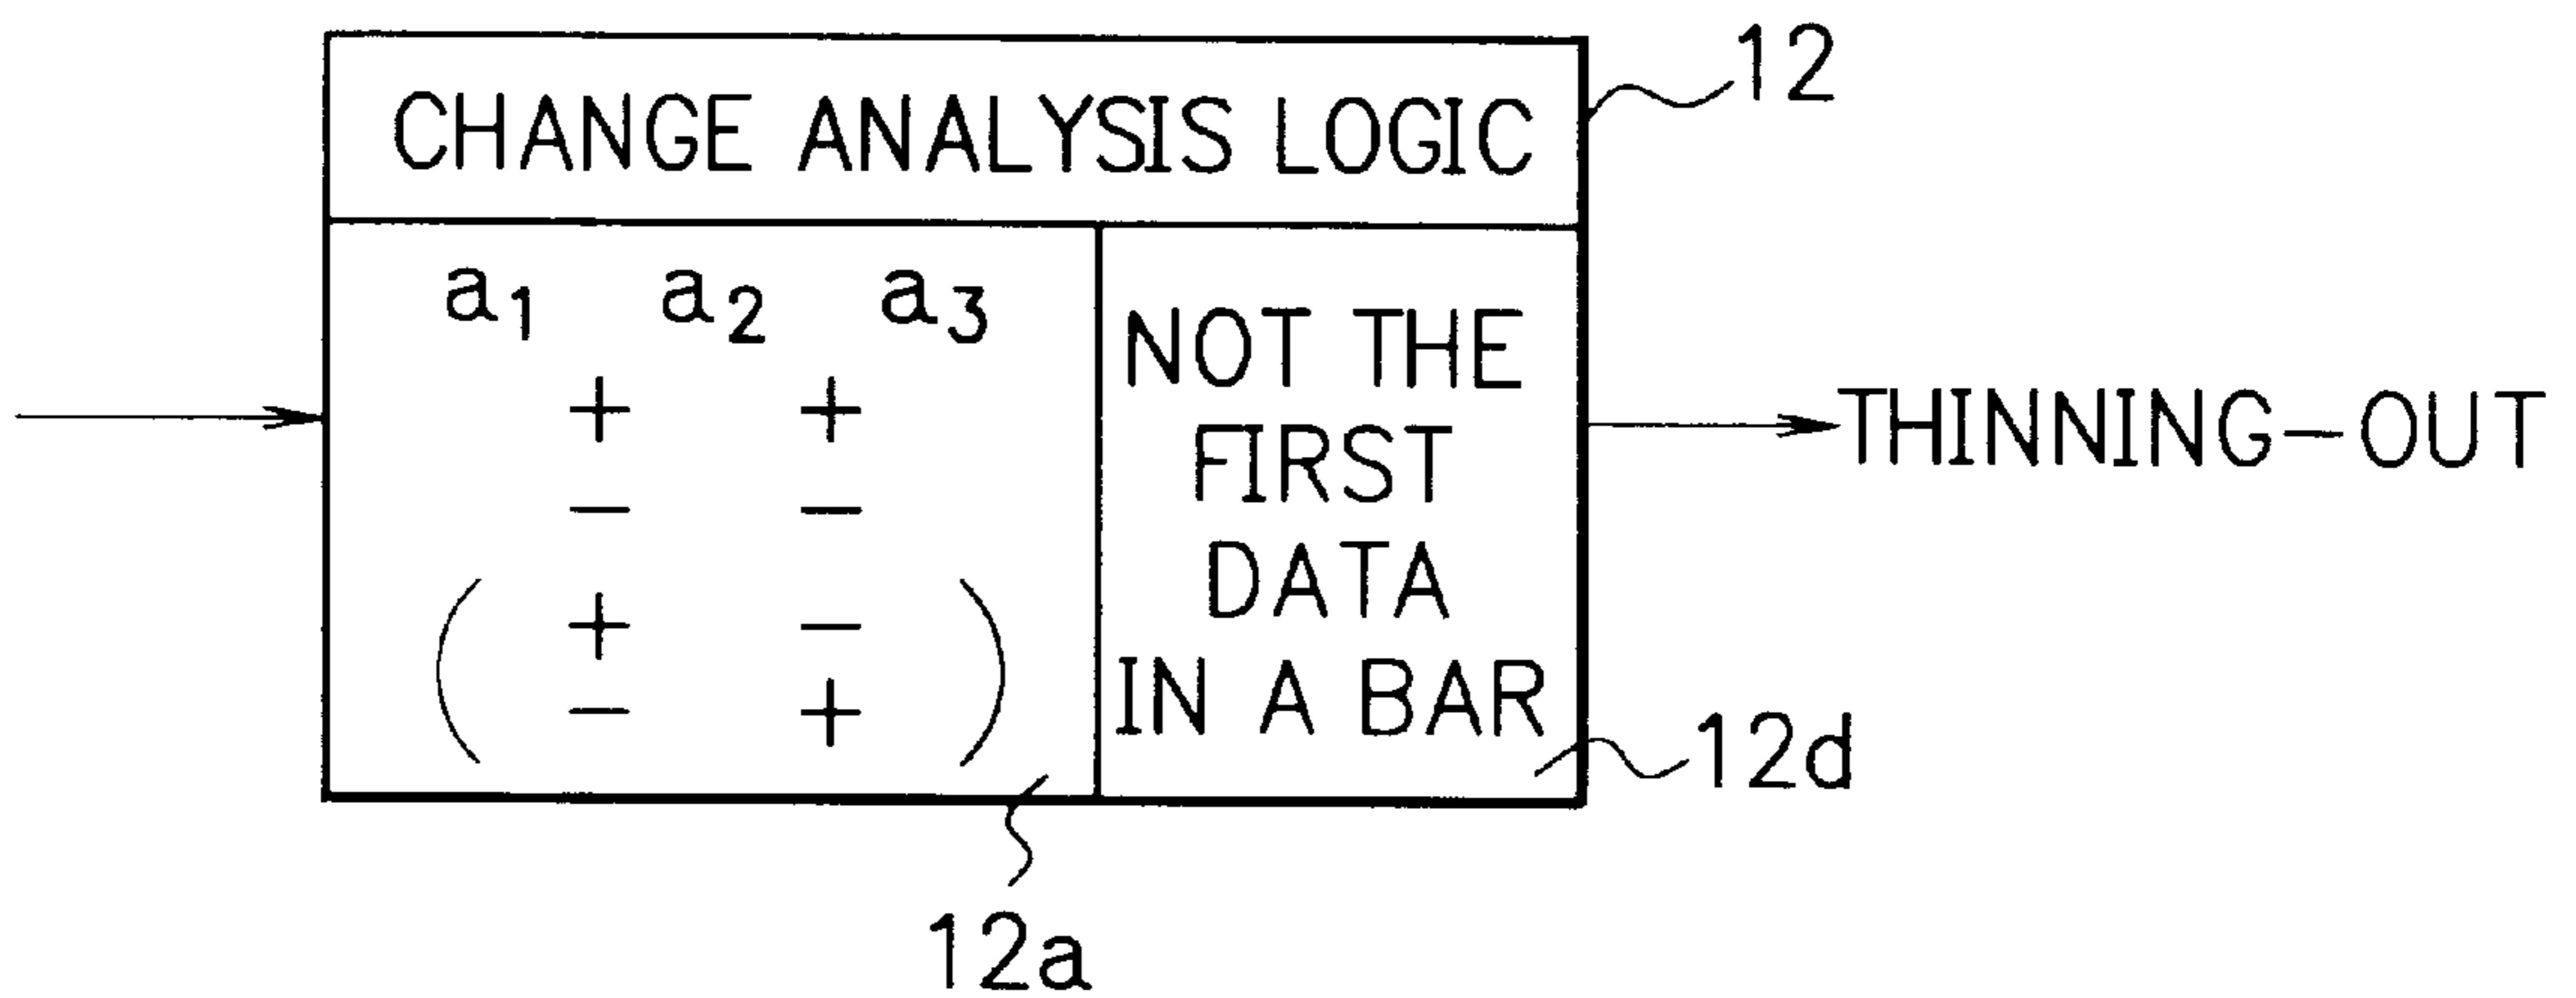 12
CHANGE ANALYSIS LOGIC
a₁ a₂ a₃
+ +
− −
( + − )
− +
NOT THE
FIRST
DATA
IN A BAR
THINNING-OUT
12d
12a